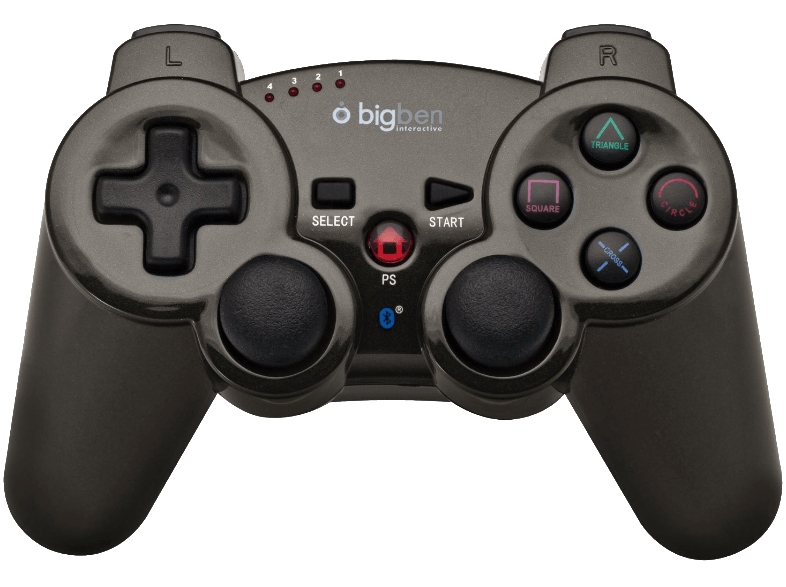 L
R
4 3 2 1
bigben
interactive
TRIANGLE
SQUARE
CIRCLE
CROSS
SELECT
START
PS
®